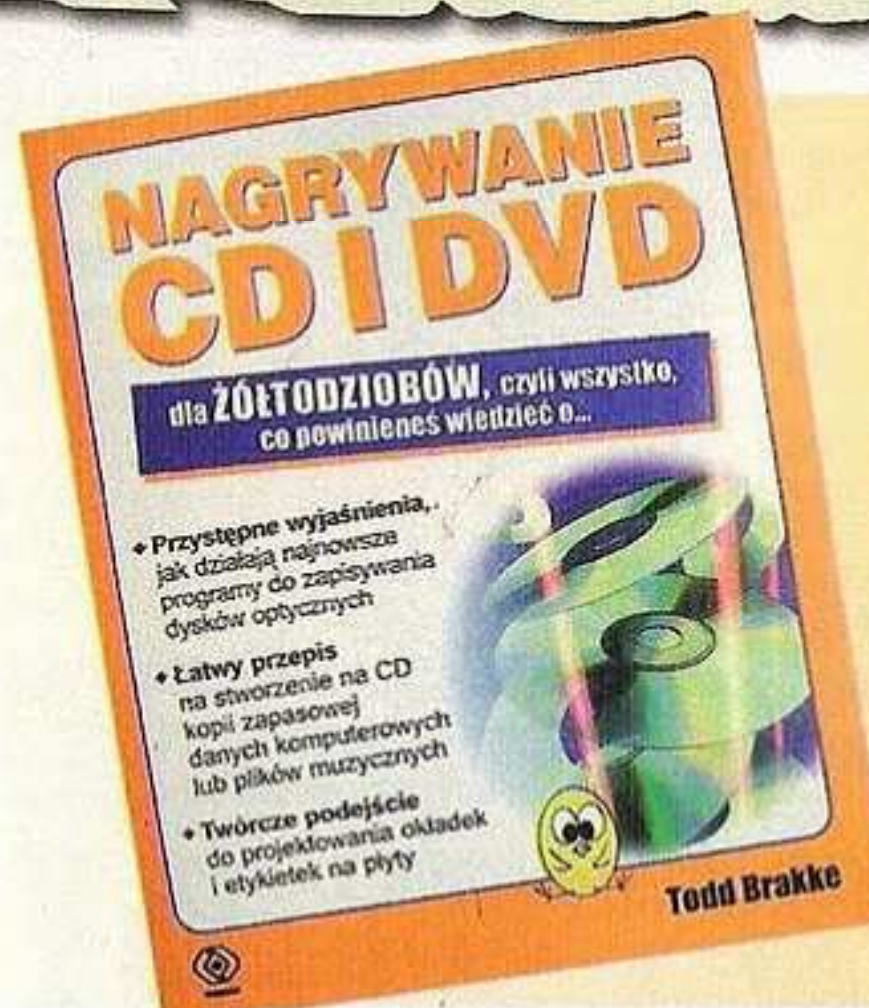 NAGRYWANIE
CD I DVD
dla ŻÓŁTODZIOBÓW, czyli wszystko,
co powinieneś wiedzieć o...
• Przystępne wyjaśnienia,
jak działają najnowsza
programy do zapisywania
dysków optycznych
• Łatwy przepis
na stworzenie na CD
kopii zapasowej
danych komputerowych
lub plików muzycznych
• Twórcze podejście
do projektowania okładek
i etykietek na płyty
Todd Brakke